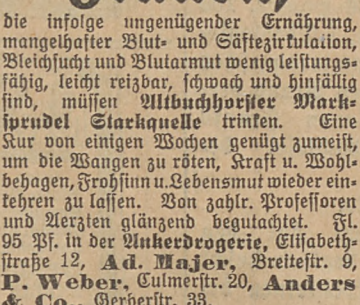 die infolge ungenügender Ernährung,
mangelhafter Blut- und Säftezirkulation,
Bleichsucht und Blutarmut wenig leistungs-
fähig, leicht reizbar, schwach und hinfällig
sind, müssen Altbuchhorster Mark-
sprudel Starkquelle trinken. Eine
Kur von einigen Wochen genügt zumeist,
um die Wangen zu röten, Kraft u. Wohl-
behagen, Frohsinn u. Lebensmut wieder ein-
kehren zu lassen. Von zahlr. Professoren
und Aerzten glänzend begutachtet. Fl.
95 Pf. in der Ankerdrogerie, Elisabeth-
straße 12, Ad. Majer, Breitestr. 9,
P. Weber, Culmerstr. 20, Anders
& Co., Gerberstr. 33.